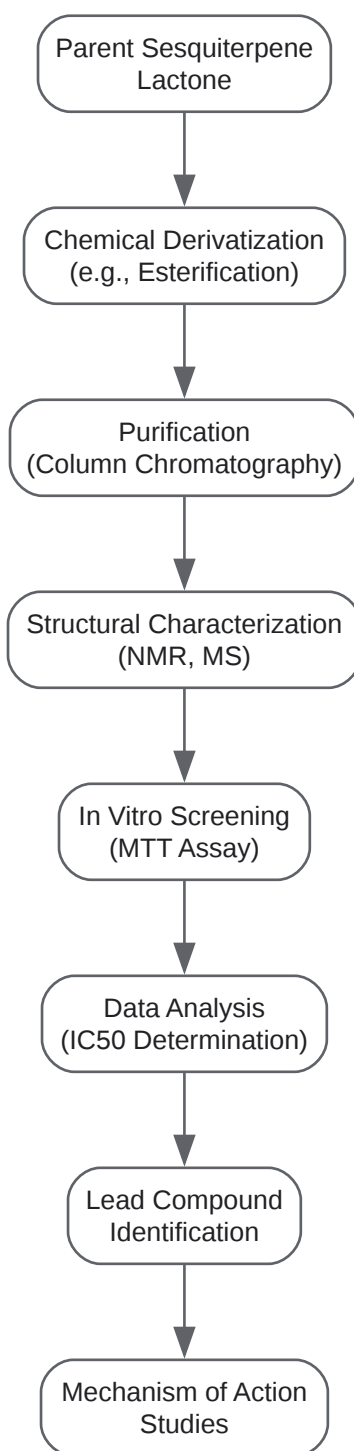 Parent Sesquiterpene
Lactone
Chemical Derivatization
(e.g., Esterification)
Purification
(Column Chromatography)
Structural Characterization
(NMR, MS)
In Vitro Screening
(MTT Assay)
Data Analysis
(IC50 Determination)
Lead Compound
Identification
Mechanism of Action
Studies